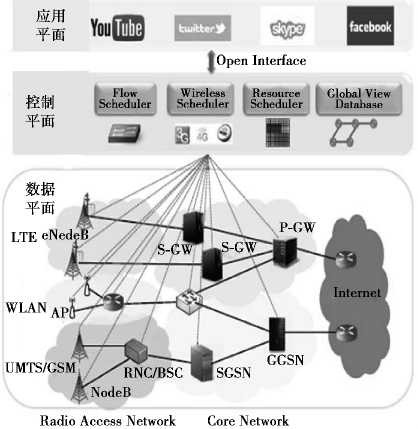 应用
平面
YouTube
twitter
skype
facebook
Open Interface
控制
平面
Flow
Scheduler
Wireless
Scheduler
Resource
Scheduler
Global View
Database
3G
4G
数据
平面
P-GW
LTE eNedeB
S-GW
S-GW
WLAN AP
Internet
UMTS/GSM
RNC/BSC
SGSN
GGSN
NodeB
Radio Access Network
Core Network